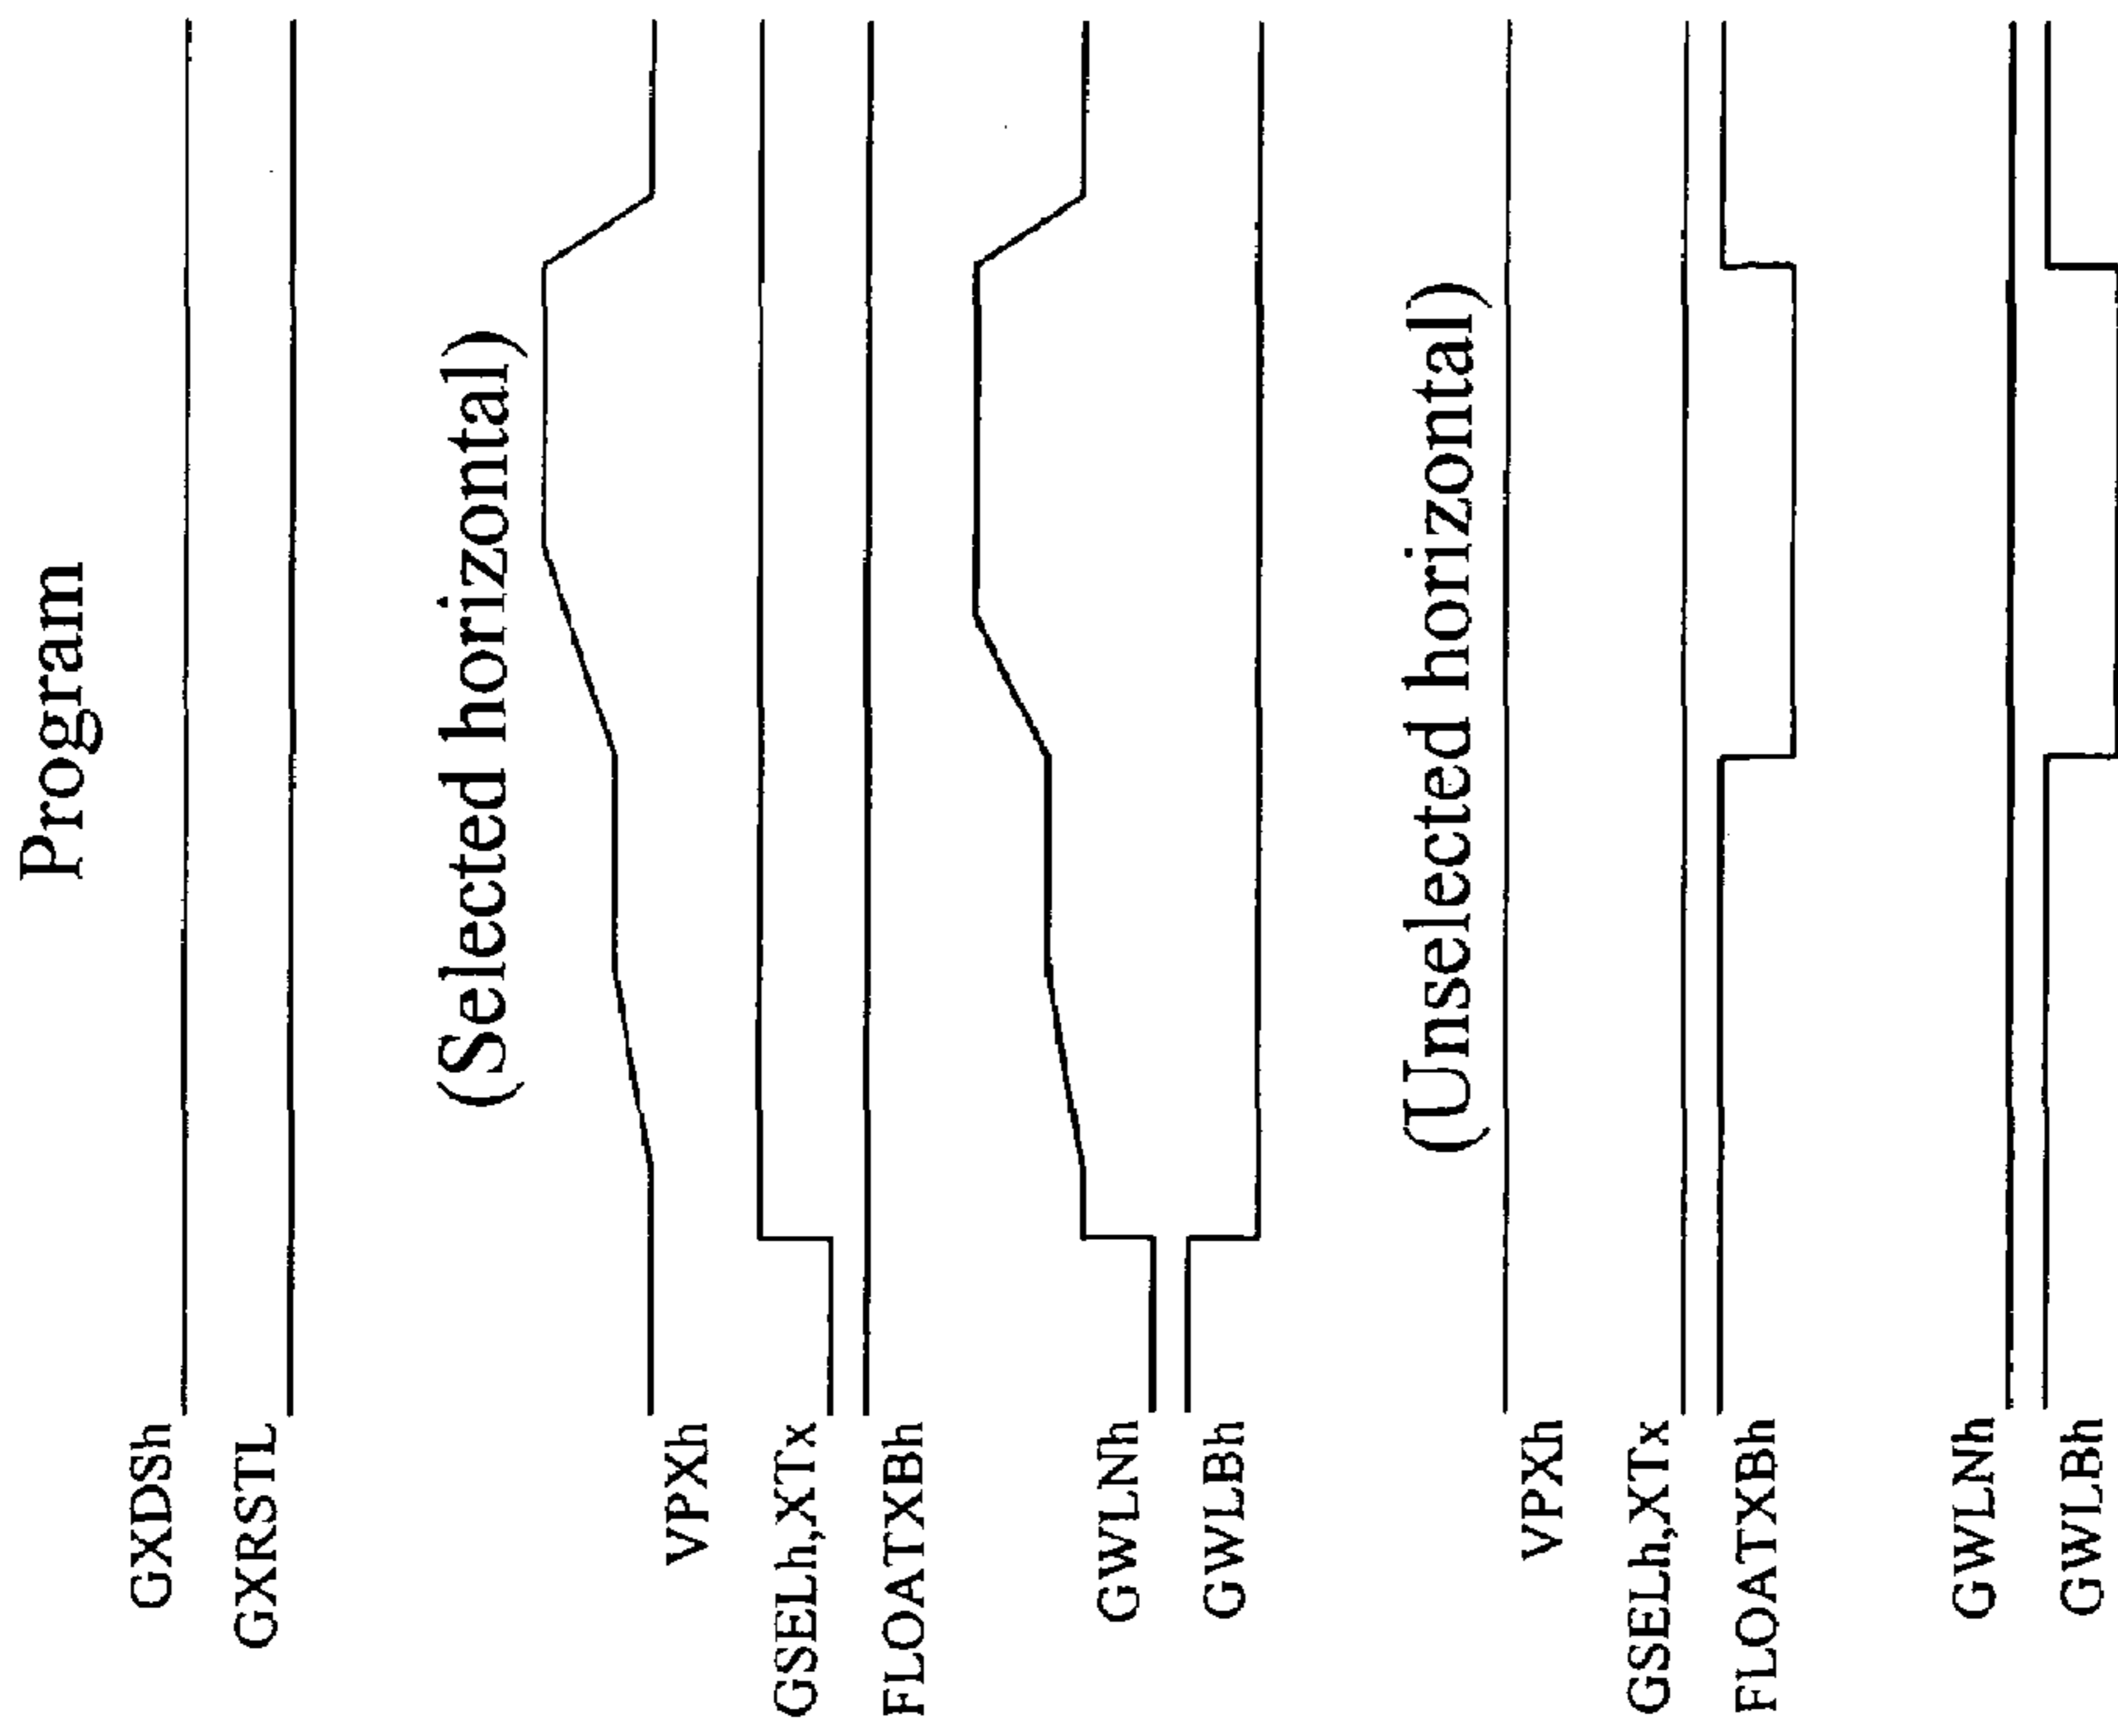 Program
GXDSh
GXRSTL
(Selected horizontal)
VPXh
GSELh,XTx
FLOATXBh
GWLNh
GWLBh
(Unselected horizontal)
VPXh
GSELh,XTx
FLOATXBh
GWLNh
GWLBh